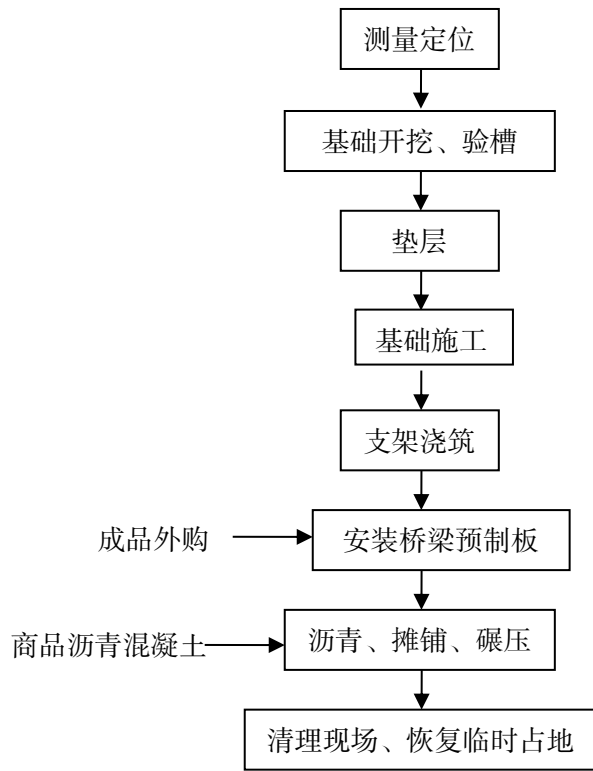 测量定位
基础开挖、验槽
垫层
基础施工
支架浇筑
成品外购
安装桥梁预制板
商品沥青混凝土
沥青、摊铺、碾压
清理现场、恢复临时占地